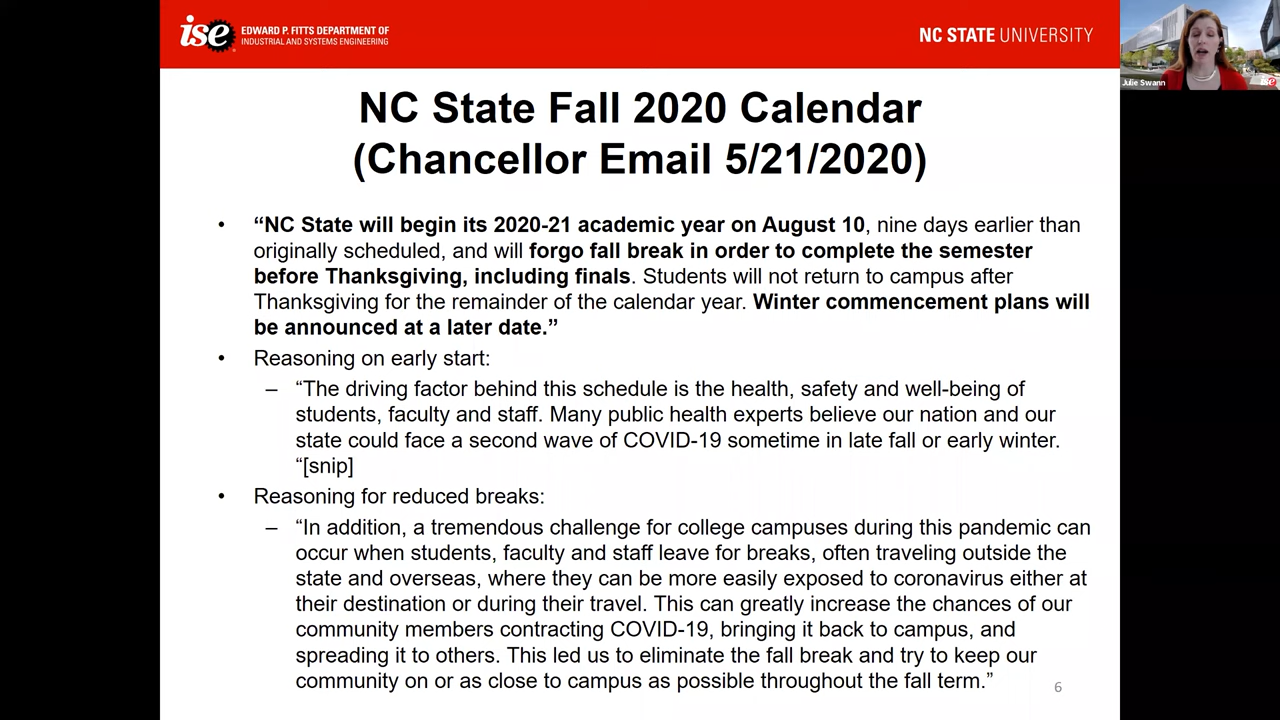 ise EDWARD P. FITTS DEPARTMENT OF
INDUSTRIAL AND SYSTEMS ENGINEERING
NC STATE UNIVERSITY
Julie Swann
ise
NC State Fall 2020 Calendar
(Chancellor Email 5/21/2020)
• “NC State will begin its 2020-21 academic year on August 10, nine days earlier than
originally scheduled, and will forgo fall break in order to complete the semester
before Thanksgiving, including finals. Students will not return to campus after
Thanksgiving for the remainder of the calendar year. Winter commencement plans will
be announced at a later date.”
• Reasoning on early start:
– “The driving factor behind this schedule is the health, safety and well-being of
students, faculty and staff. Many public health experts believe our nation and our
state could face a second wave of COVID-19 sometime in late fall or early winter.
“[snip]
• Reasoning for reduced breaks:
– “In addition, a tremendous challenge for college campuses during this pandemic can
occur when students, faculty and staff leave for breaks, often traveling outside the
state and overseas, where they can be more easily exposed to coronavirus either at
their destination or during their travel. This can greatly increase the chances of our
community members contracting COVID-19, bringing it back to campus, and
spreading it to others. This led us to eliminate the fall break and try to keep our
community on or as close to campus as possible throughout the fall term.”
6